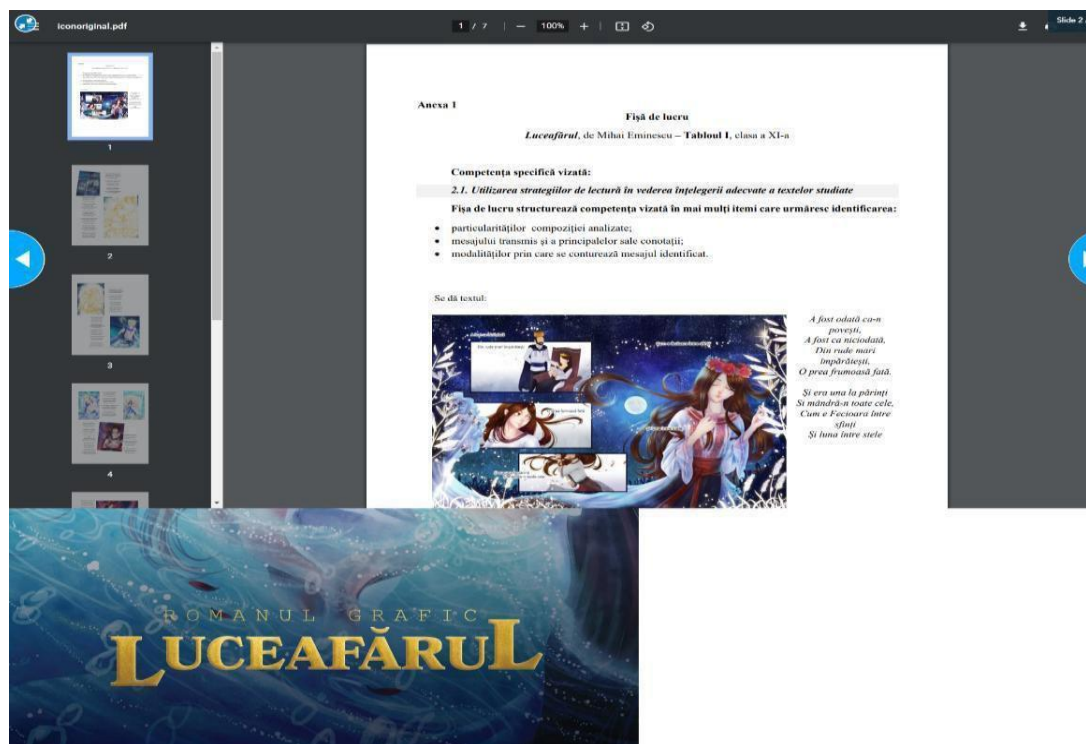 iconoriginal.pdf
1 / 7
100%
Slide 2
1
2
3
4
Anexa 1
Fișă de lucru
Luceafărul, de Mihai Eminescu – Tabloul I, clasa a XI-a
Competența specifică vizată:
2.1. Utilizarea strategiilor de lectură în vederea înțelegerii adecvate a textelor studiate
Fișa de lucru structurează competența vizată în mai mulți itemi care urmăresc identificarea:
• particularităților compoziției analizate;
• mesajului transmis și a principalelor sale conotații;
• modalităților prin care se conturează mesajul identificat.
Se dă textul:
A fost odată ca-n
povești,
A fost ca niciodată,
Din rude mari
împărătești,
O prea frumoasă fată.
Și era una la părinți
Si mândră-n toate cele,
Cum e Fecioara între
sfinți
Și luna între stele
ROMANUL GRAFIC
LUCEAFĂRUL